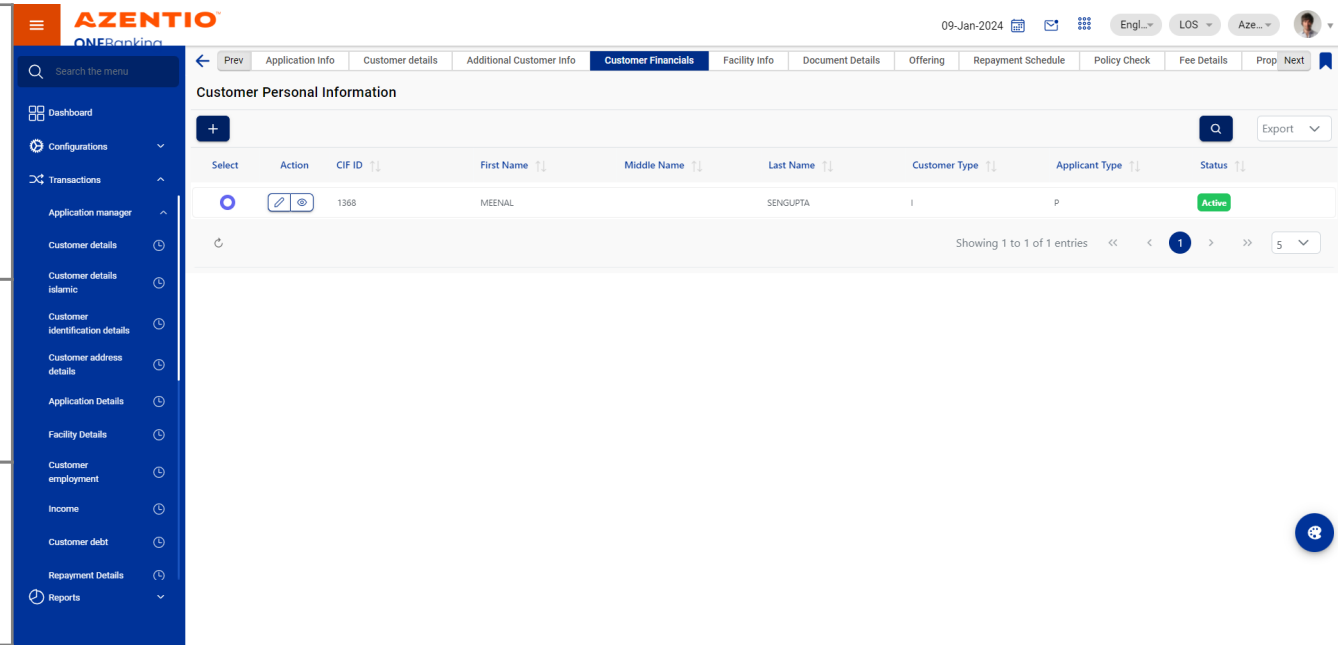 AZENTIO
ONEBanking
09-Jan-2024
Engl...
LOS
Aze...
Search the menu
Dashboard
Configurations
Transactions
Application manager
Customer details
Customer details
islamic
Customer
identification details
Customer address
details
Application Details
Facility Details
Customer
employment
Income
Customer debt
Repayment Details
Reports
Prev
Application Info
Customer details
Additional Customer Info
Customer Financials
Facility Info
Document Details
Offering
Repayment Schedule
Policy Check
Fee Details
Prop
Next
Customer Personal Information
+
Export
Select Action CIF ID First Name Middle Name Last Name Customer Type Applicant Type Status
1368 MEENAL SENGUPTA I P Active
Showing 1 to 1 of 1 entries << < 1 > >> 5